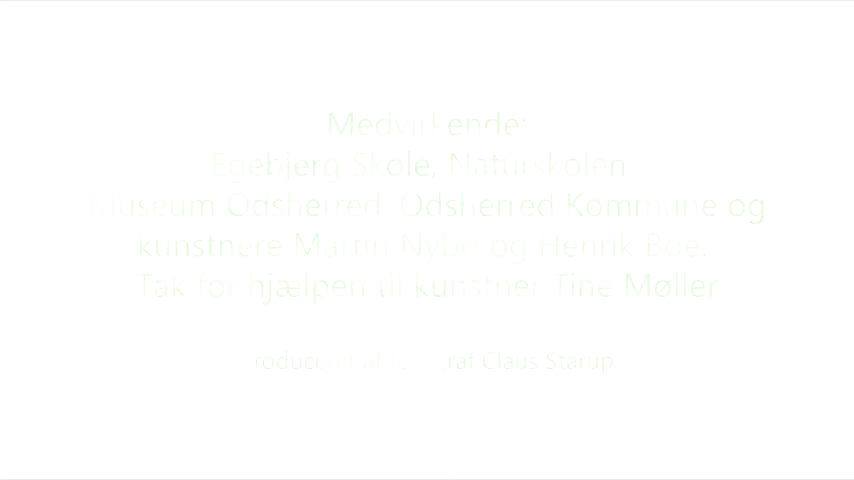 Medvirkende:
Egebjerg Skole, Naturskolen
Museum Odsherred, Odsherred Kommune og
kunstnere Martin Nybo og Henrik Boe.
Tak for hjælpen til kunstner Tine Møller
Claus Starup